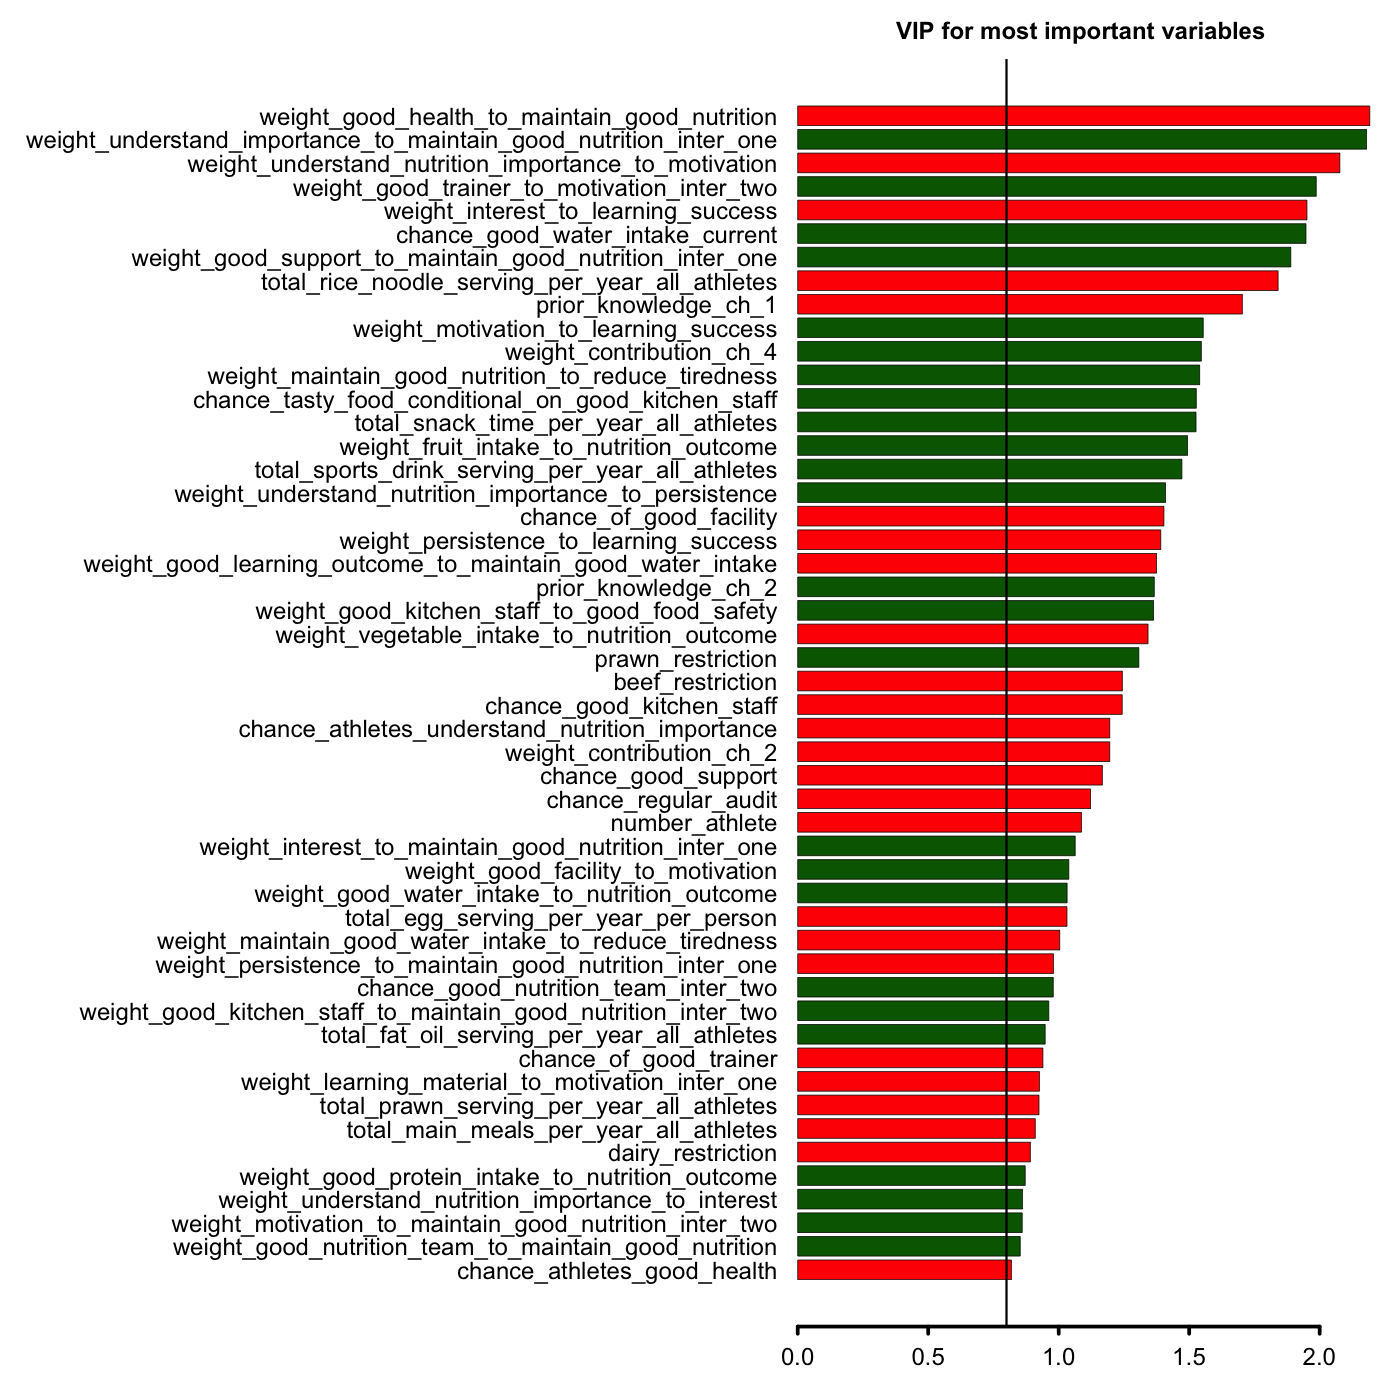 VIP for most important variables
weight_good_health_to_maintain_good_nutrition
weight_understand_importance_to_maintain_good_nutrition_inter_one
weight_understand_nutrition_importance_to_motivation
weight_good_trainer_to_motivation_inter_two
weight_interest_to_learning_success
chance_good_water_intake_current
weight_good_support_to_maintain_good_nutrition_inter_one
total_rice_noodle_serving_per_year_all_athletes
prior_knowledge_ch_1
weight_motivation_to_learning_success
weight_contribution_ch_4
weight_maintain_good_nutrition_to_reduce_tiredness
chance_tasty_food_conditional_on_good_kitchen_staff
total_snack_time_per_year_all_athletes
weight_fruit_intake_to_nutrition_outcome
total_sports_drink_serving_per_year_all_athletes
weight_understand_nutrition_importance_to_persistence
chance_of_good_facility
weight_persistence_to_learning_success
weight_good_learning_outcome_to_maintain_good_water_intake
prior_knowledge_ch_2
weight_good_kitchen_staff_to_good_food_safety
weight_vegetable_intake_to_nutrition_outcome
prawn_restriction
beef_restriction
chance_good_kitchen_staff
chance_athletes_understand_nutrition_importance
weight_contribution_ch_2
chance_good_support
chance_regular_audit
number_athlete
weight_interest_to_maintain_good_nutrition_inter_one
weight_good_facility_to_motivation
weight_good_water_intake_to_nutrition_outcome
total_egg_serving_per_year_per_person
weight_maintain_good_water_intake_to_reduce_tiredness
weight_persistence_to_maintain_good_nutrition_inter_one
chance_good_nutrition_team_inter_two
weight_good_kitchen_staff_to_maintain_good_nutrition_inter_two
total_fat_oil_serving_per_year_all_athletes
chance_of_good_trainer
weight_learning_material_to_motivation_inter_one
total_prawn_serving_per_year_all_athletes
total_main_meals_per_year_all_athletes
dairy_restriction
weight_good_protein_intake_to_nutrition_outcome
weight_understand_nutrition_importance_to_interest
weight_motivation_to_maintain_good_nutrition_inter_two
weight_good_nutrition_team_to_maintain_good_nutrition
chance_athletes_good_health
0.0 0.5 1.0 1.5 2.0